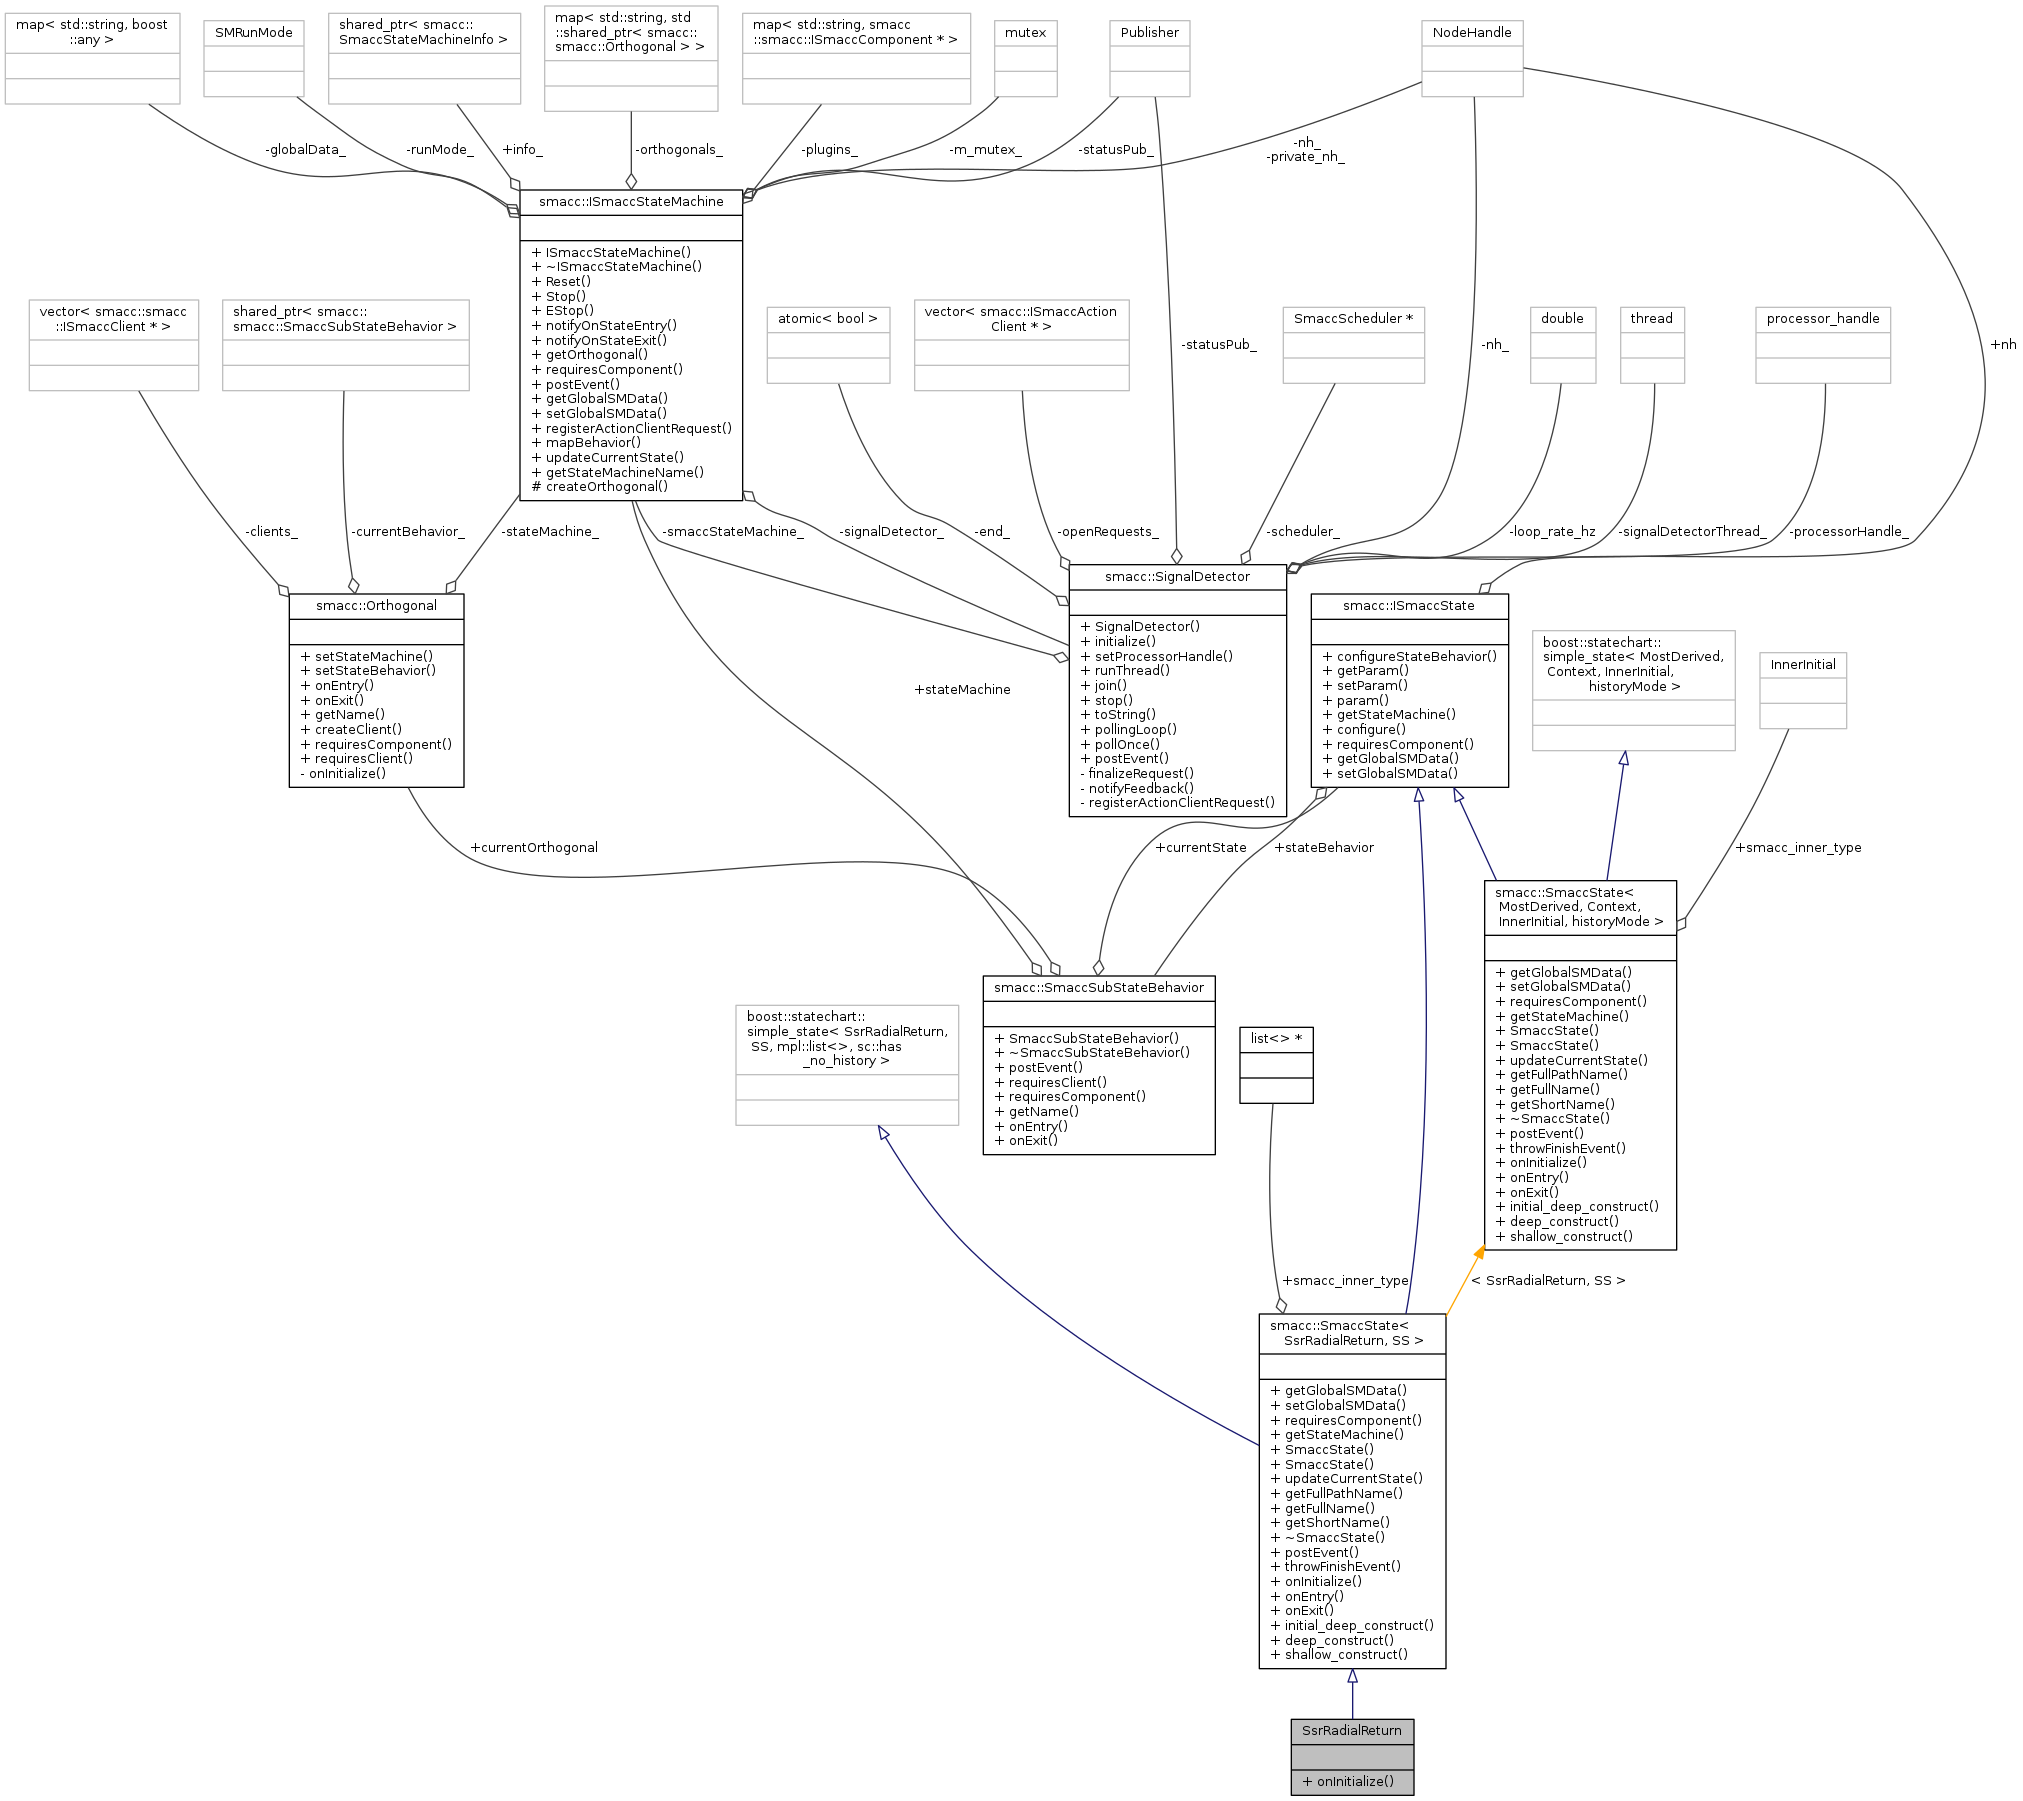 map< std::string, boost
::any >
SMRunMode
shared_ptr< smacc::
SmaccStateMachineInfo >
map< std::string, std
::shared_ptr< smacc::
smacc::Orthogonal > >
map< std::string, smacc
::smacc::ISmaccComponent * >
mutex
Publisher
NodeHandle
-globalData_
-runMode_
+info_
-orthogonals_
-plugins_
-m_mutex_
-statusPub_
-nh_
-private_nh_
smacc::ISmaccStateMachine
+ ISmaccStateMachine()
+ ~ISmaccStateMachine()
+ Reset()
+ Stop()
+ EStop()
+ notifyOnStateEntry()
+ notifyOnStateExit()
+ getOrthogonal()
+ requiresComponent()
+ postEvent()
+ getGlobalSMData()
+ setGlobalSMData()
+ registerActionClientRequest()
+ mapBehavior()
+ updateCurrentState()
+ getStateMachineName()
# createOrthogonal()
vector< smacc::smacc
::ISmaccClient * >
shared_ptr< smacc::
smacc::SmaccSubStateBehavior >
atomic< bool >
vector< smacc::ISmaccAction
Client * >
-statusPub_
SmaccScheduler *
-nh_
double
thread
processor_handle
+nh
-clients_
-currentBehavior_
-stateMachine_
-smaccStateMachine_
-signalDetector_
-end_
-openRequests_
-scheduler_
-loop_rate_hz
-signalDetectorThread_
-processorHandle_
smacc::Orthogonal
+ setStateMachine()
+ setStateBehavior()
+ onEntry()
+ onExit()
+ getName()
+ createClient()
+ requiresComponent()
+ requiresClient()
- onInitialize()
+stateMachine
smacc::SignalDetector
+ SignalDetector()
+ initialize()
+ setProcessorHandle()
+ runThread()
+ join()
+ stop()
+ toString()
+ pollingLoop()
+ pollOnce()
+ postEvent()
- finalizeRequest()
- notifyFeedback()
- registerActionClientRequest()
smacc::ISmaccState
+ configureStateBehavior()
+ getParam()
+ setParam()
+ param()
+ getStateMachine()
+ configure()
+ requiresComponent()
+ getGlobalSMData()
+ setGlobalSMData()
boost::statechart::
simple_state< MostDerived,
Context, InnerInitial,
historyMode >
InnerInitial
+currentOrthogonal
+currentState
+stateBehavior
+smacc_inner_type
smacc::SmaccState<
MostDerived, Context,
InnerInitial, historyMode >
+ getGlobalSMData()
+ setGlobalSMData()
+ requiresComponent()
+ getStateMachine()
+ SmaccState()
+ SmaccState()
+ updateCurrentState()
+ getFullPathName()
+ getFullName()
+ getShortName()
+ ~SmaccState()
+ postEvent()
+ throwFinishEvent()
+ onInitialize()
+ onEntry()
+ onExit()
+ initial_deep_construct()
+ deep_construct()
+ shallow_construct()
boost::statechart::
simple_state< SsrRadialReturn,
SS, mpl::list<>, sc::has
_no_history >
smacc::SmaccSubStateBehavior
+ SmaccSubStateBehavior()
+ ~SmaccSubStateBehavior()
+ postEvent()
+ requiresClient()
+ requiresComponent()
+ getName()
+ onEntry()
+ onExit()
list<> *
+smacc_inner_type
< SsrRadialReturn, SS >
smacc::SmaccState<
SsrRadialReturn, SS >
+ getGlobalSMData()
+ setGlobalSMData()
+ requiresComponent()
+ getStateMachine()
+ SmaccState()
+ SmaccState()
+ updateCurrentState()
+ getFullPathName()
+ getFullName()
+ getShortName()
+ ~SmaccState()
+ postEvent()
+ throwFinishEvent()
+ onInitialize()
+ onEntry()
+ onExit()
+ initial_deep_construct()
+ deep_construct()
+ shallow_construct()
SsrRadialReturn
+ onInitialize()